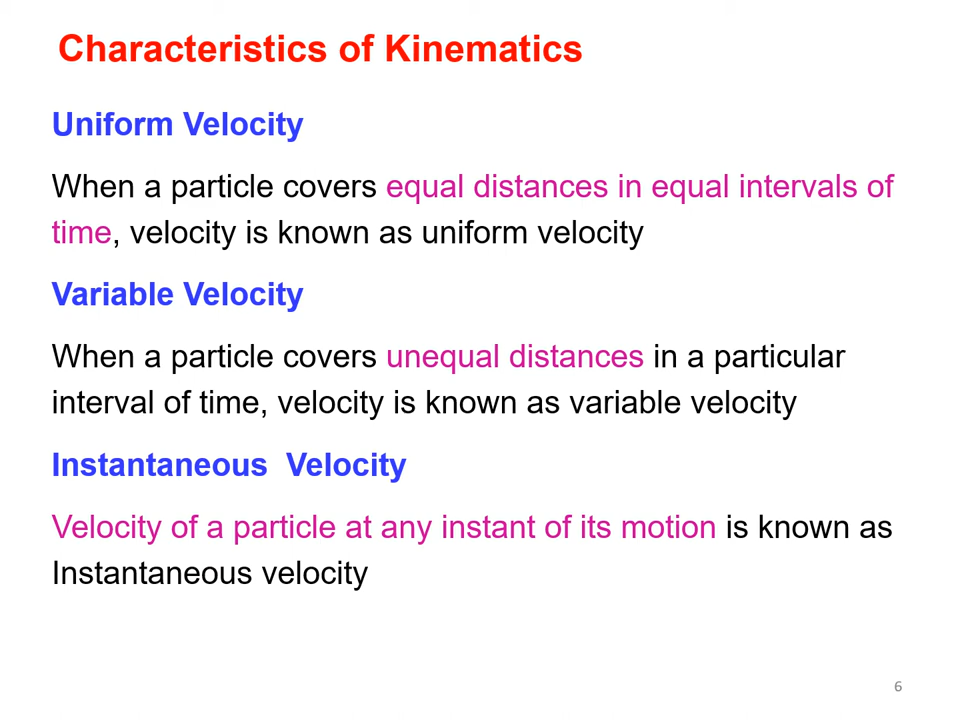 Characteristics of Kinematics
Uniform Velocity
When a particle covers equal distances in equal intervals of
time, velocity is known as uniform velocity
Variable Velocity
When a particle covers unequal distances in a particular
interval of time, velocity is known as variable velocity
Instantaneous  Velocity
Velocity of a particle at any instant of its motion is known as
Instantaneous velocity
6